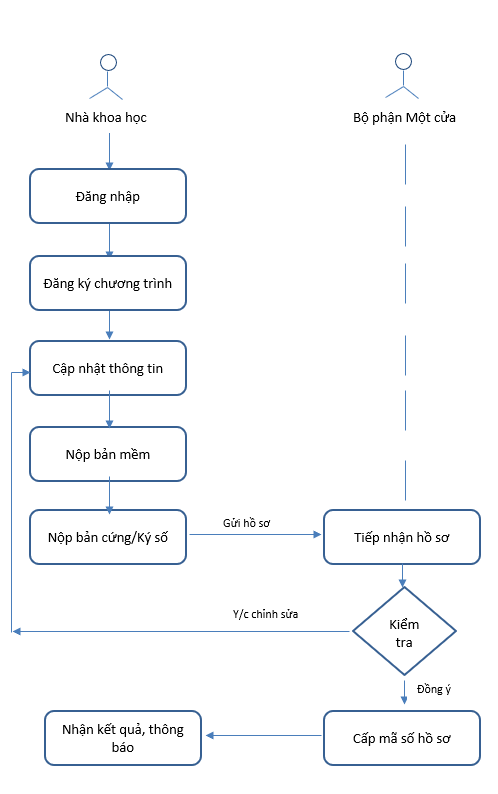 Nhà khoa học
Bộ phận Một cửa
Đăng nhập
Đăng ký chương trình
Cập nhật thông tin
Nộp bản mềm
Nộp bản cứng/Ký số
Gửi hồ sơ
Tiếp nhận hồ sơ
Kiểm
tra
Y/c chỉnh sửa
Đồng ý
Cấp mã số hồ sơ
Nhận kết quả, thông
báo